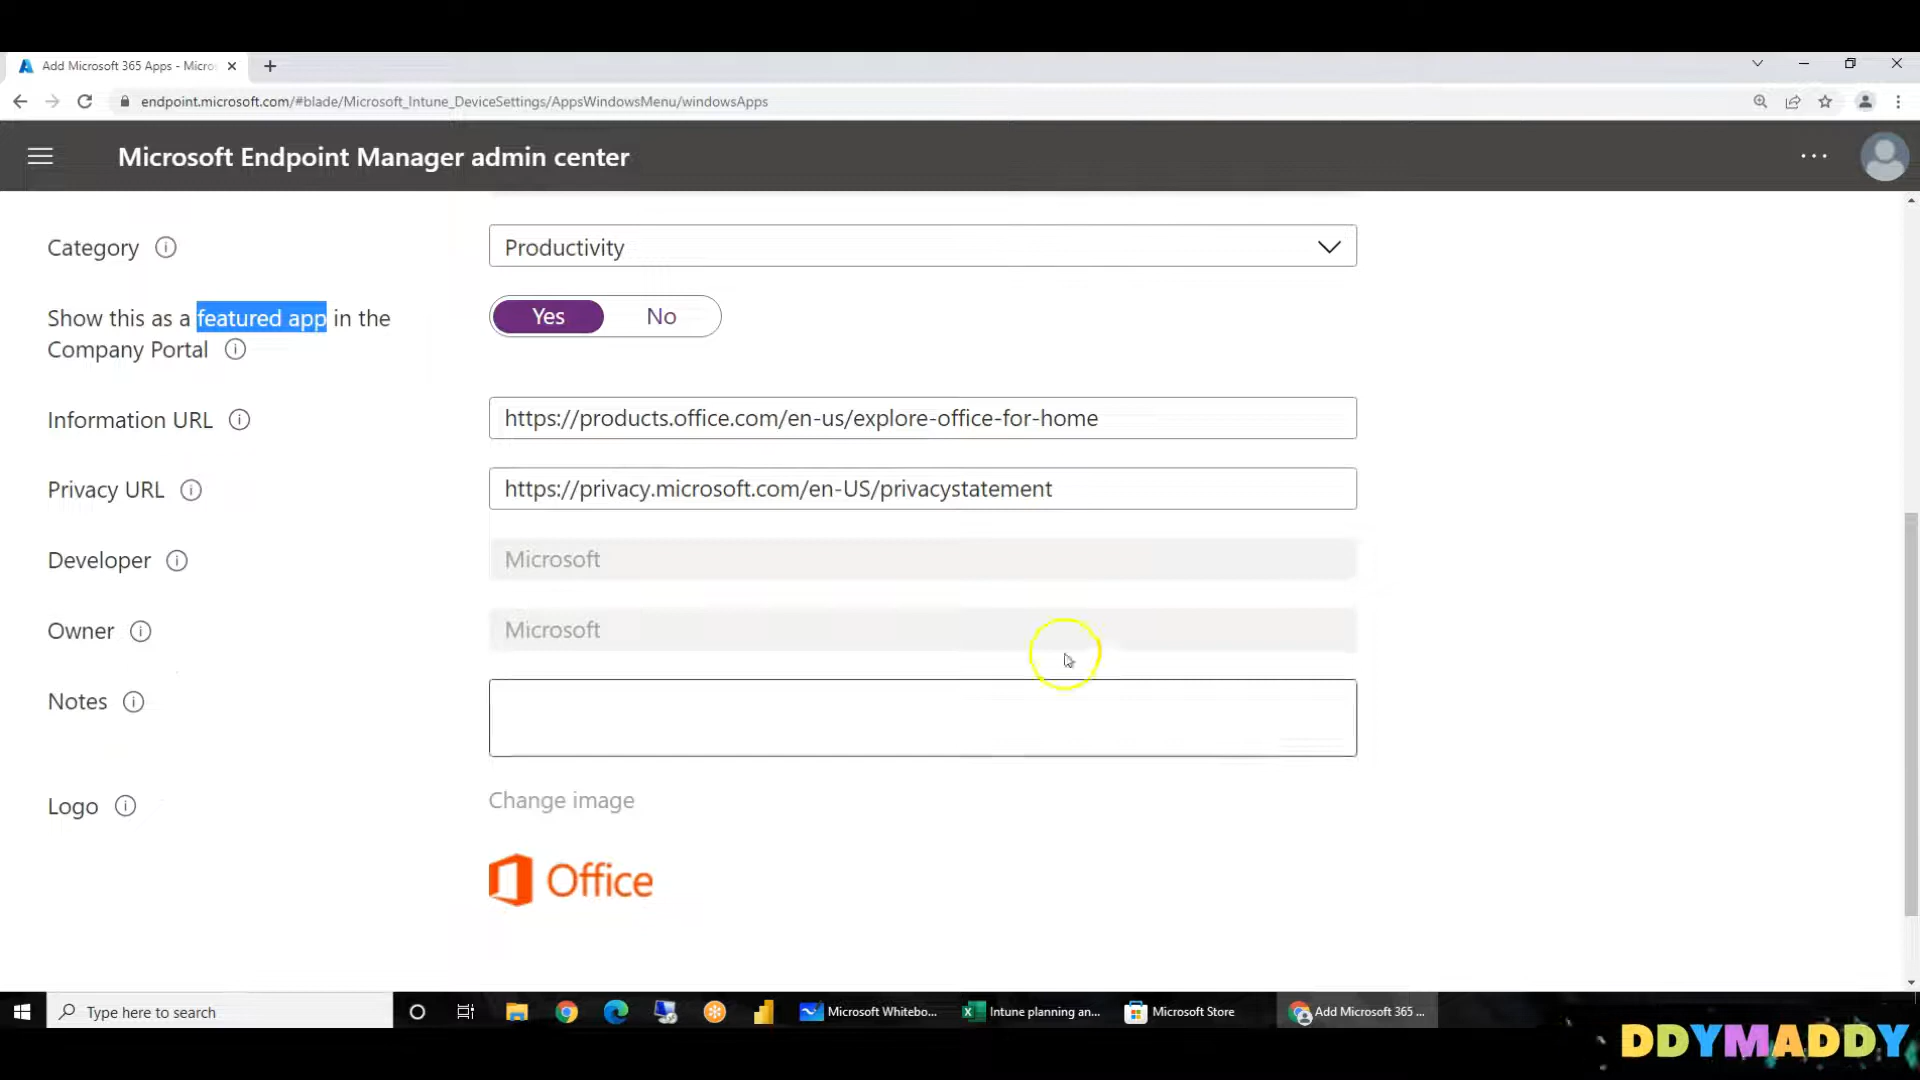 Add Microsoft 365 Apps - Micro
endpoint.microsoft.com/#blade/Microsoft_Intune_DeviceSettings/AppsWindowsMenu/windowsApps
Microsoft Endpoint Manager admin center
Category
Productivity
Show this as a featured app in the
Company Portal
Yes
No
Information URL
https://products.office.com/en-us/explore-office-for-home
Privacy URL
https://privacy.microsoft.com/en-US/privacystatement
Developer
Microsoft
Owner
Microsoft
Notes
Logo
Change image
Office
Type here to search
Microsoft Whitebo...
Intune planning an...
Microsoft Store
Add Microsoft 365 ...
DDYMADDY